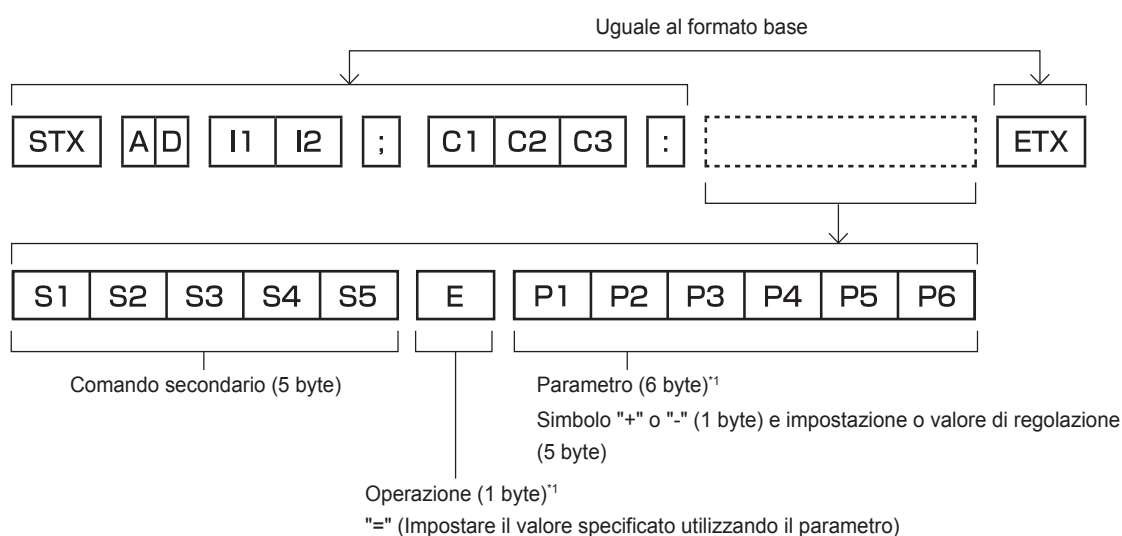 Uguale al formato base
STX A D I1 I2 ; C1 C2 C3 : ETX
S1 S2 S3 S4 S5 E P1 P2 P3 P4 P5 P6
Comando secondario (5 byte)
Parametro (6 byte)*1
Simbolo "+" o "-" (1 byte) e impostazione o valore di regolazione
(5 byte)
Operazione (1 byte)*1
"=" (Impostare il valore specificato utilizzando il parametro)